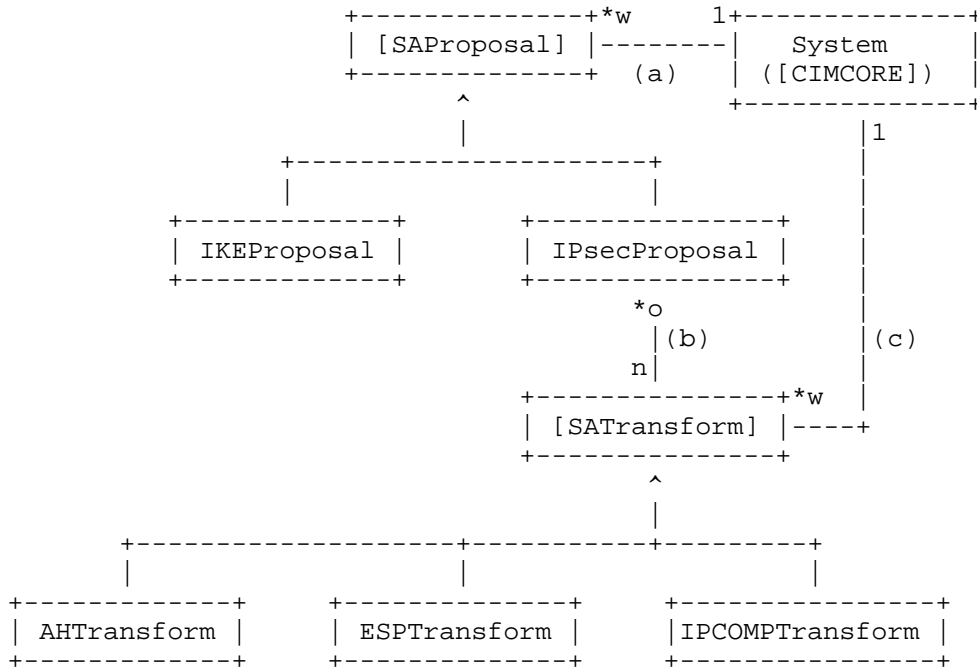 *w 1
[SAProposal] System
(a) ([CIMCORE])
1
IKEProposal IPsecProposal
*o
(b) (c)
n
*w
[SATransform]
AHTransform ESPTransform IPCOMPTransform